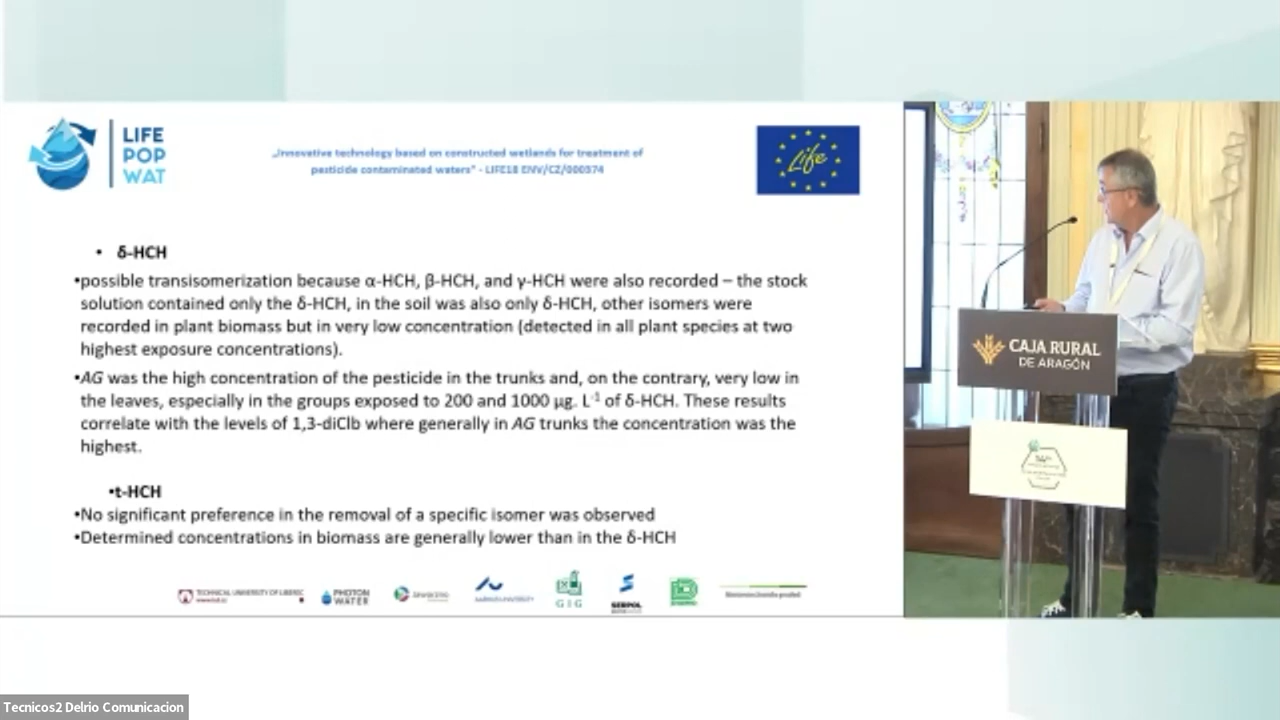 LIFE
POP
WAT
„Innovative technology based on constructed wetlands for treatment of
pesticide contaminated waters" - LIFE18 ENV/CZ/000374
Life
• δ-HCH
•possible transisomerization because α-HCH, β-HCH, and γ-HCH were also recorded – the stock
solution contained only the δ-HCH, in the soil was also only δ-HCH, other isomers were
recorded in plant biomass but in very low concentration (detected in all plant species at two
highest exposure concentrations).
•AG was the high concentration of the pesticide in the trunks and, on the contrary, very low in
the leaves, especially in the groups exposed to 200 and 1000 µg. L-1 of δ-HCH. These results
correlate with the levels of 1,3-diClb where generally in AG trunks the concentration was the
highest.
•t-HCH
•No significant preference in the removal of a specific isomer was observed
•Determined concentrations in biomass are generally lower than in the δ-HCH
TECHNICAL UNIVERSITY OF LIBEREC
PHOTON
WATER
AARHUS UNIVERSITY
GIG
SERPOL
CAJA RURAL
DE ARAGÓN
Tecnicos2 Delrio Comunicacion